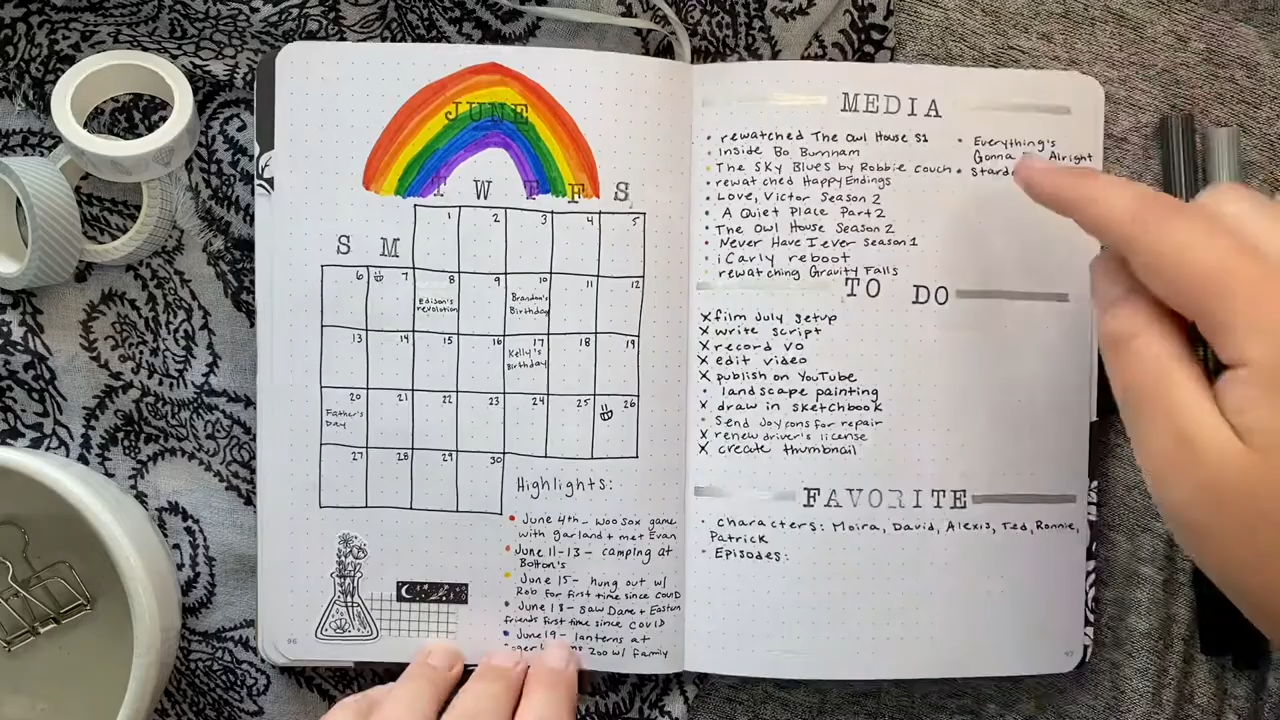 JUNE
T W T F S
1 2 3 4 5
S M
6 7 8 9 10 11 12
Edison's
revolution
Brandon's
Birthday
13 14 15 16 17 18 19
Kelly's
Birthday
20 21 22 23 24 25 26
Father's
Day
27 28 29 30
Highlights:
• June 4th - Woosox game
with garland + met Evan
• June 11-13 - camping at
Bolton's
• June 15 - hung out w/
Rob for first time since COVID
• June 18 - saw Dame + Easton
friends first time since COVID
• June 19 - lanterns at
Zoo w/ family
96
MEDIA
• rewatched The Owl House S1
• Inside Bo Burnham
• The Sky Blues by Robbie couch
• rewatched Happy Endings
• Love, Victor Season 2
• A Quiet Place Part 2
• The Owl House Season 2
• Never Have I ever Season 1
• iCarly reboot
• rewatching Gravity Falls
• Everything's
Gonna Alright
•
TO DO
X film July setup
X write script
X record VO
X edit video
X publish on YouTube
• landscape painting
X draw in sketchbook
• Send Joycons for repair
X renew driver's license
X create thumbnail
FAVORITE
• Characters: Moira, David, Alexis, Ted, Ronnie,
Patrick
• Episodes:
97